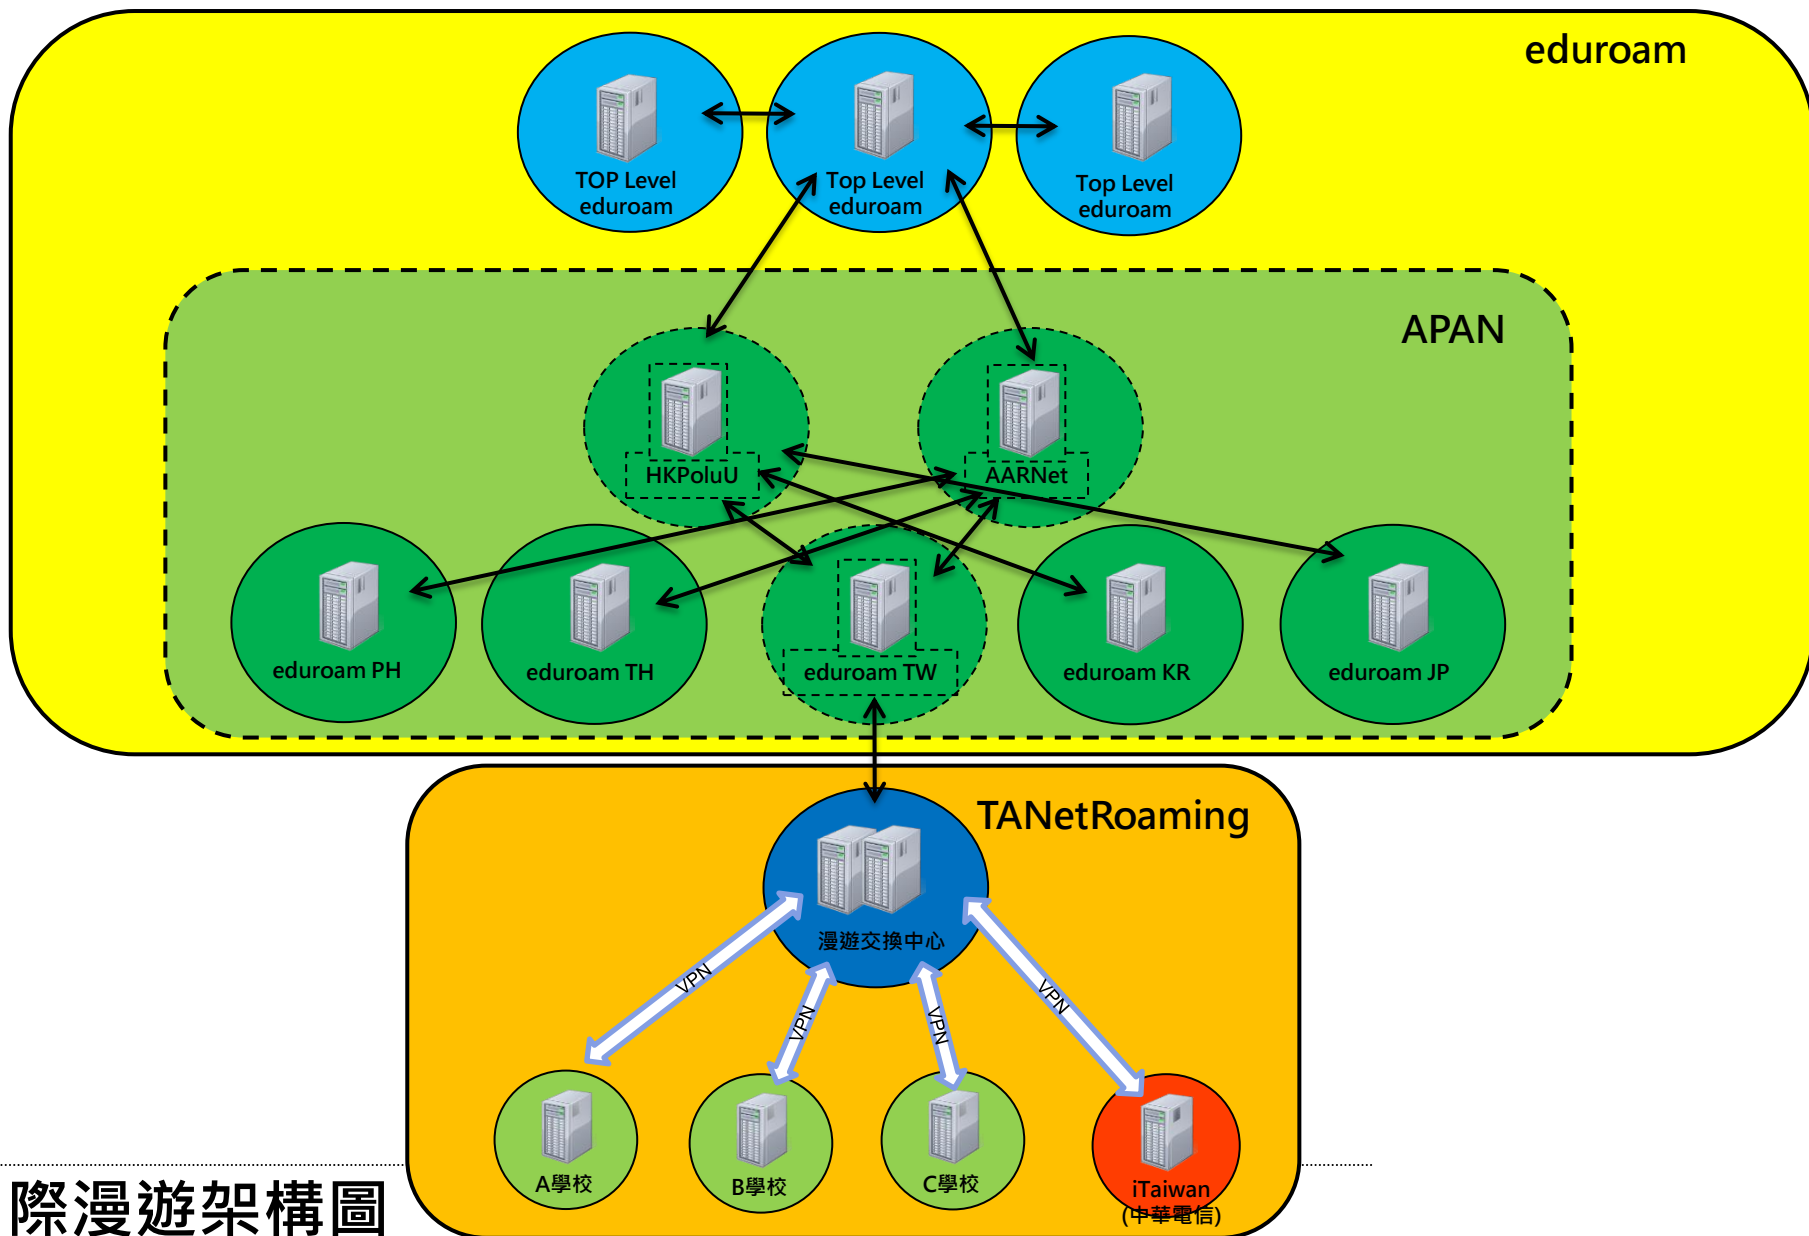 eduroam
TOP Level
eduroam
Top Level
eduroam
Top Level
eduroam
APAN
HKPoluU
AARNet
eduroam PH
eduroam TH
eduroam TW
eduroam KR
eduroam JP
TANetRoaming
漫遊交換中心
VPN
VPN
VPN
VPN
A學校
B學校
C學校
iTaiwan
(中華電信)
際漫遊架構圖